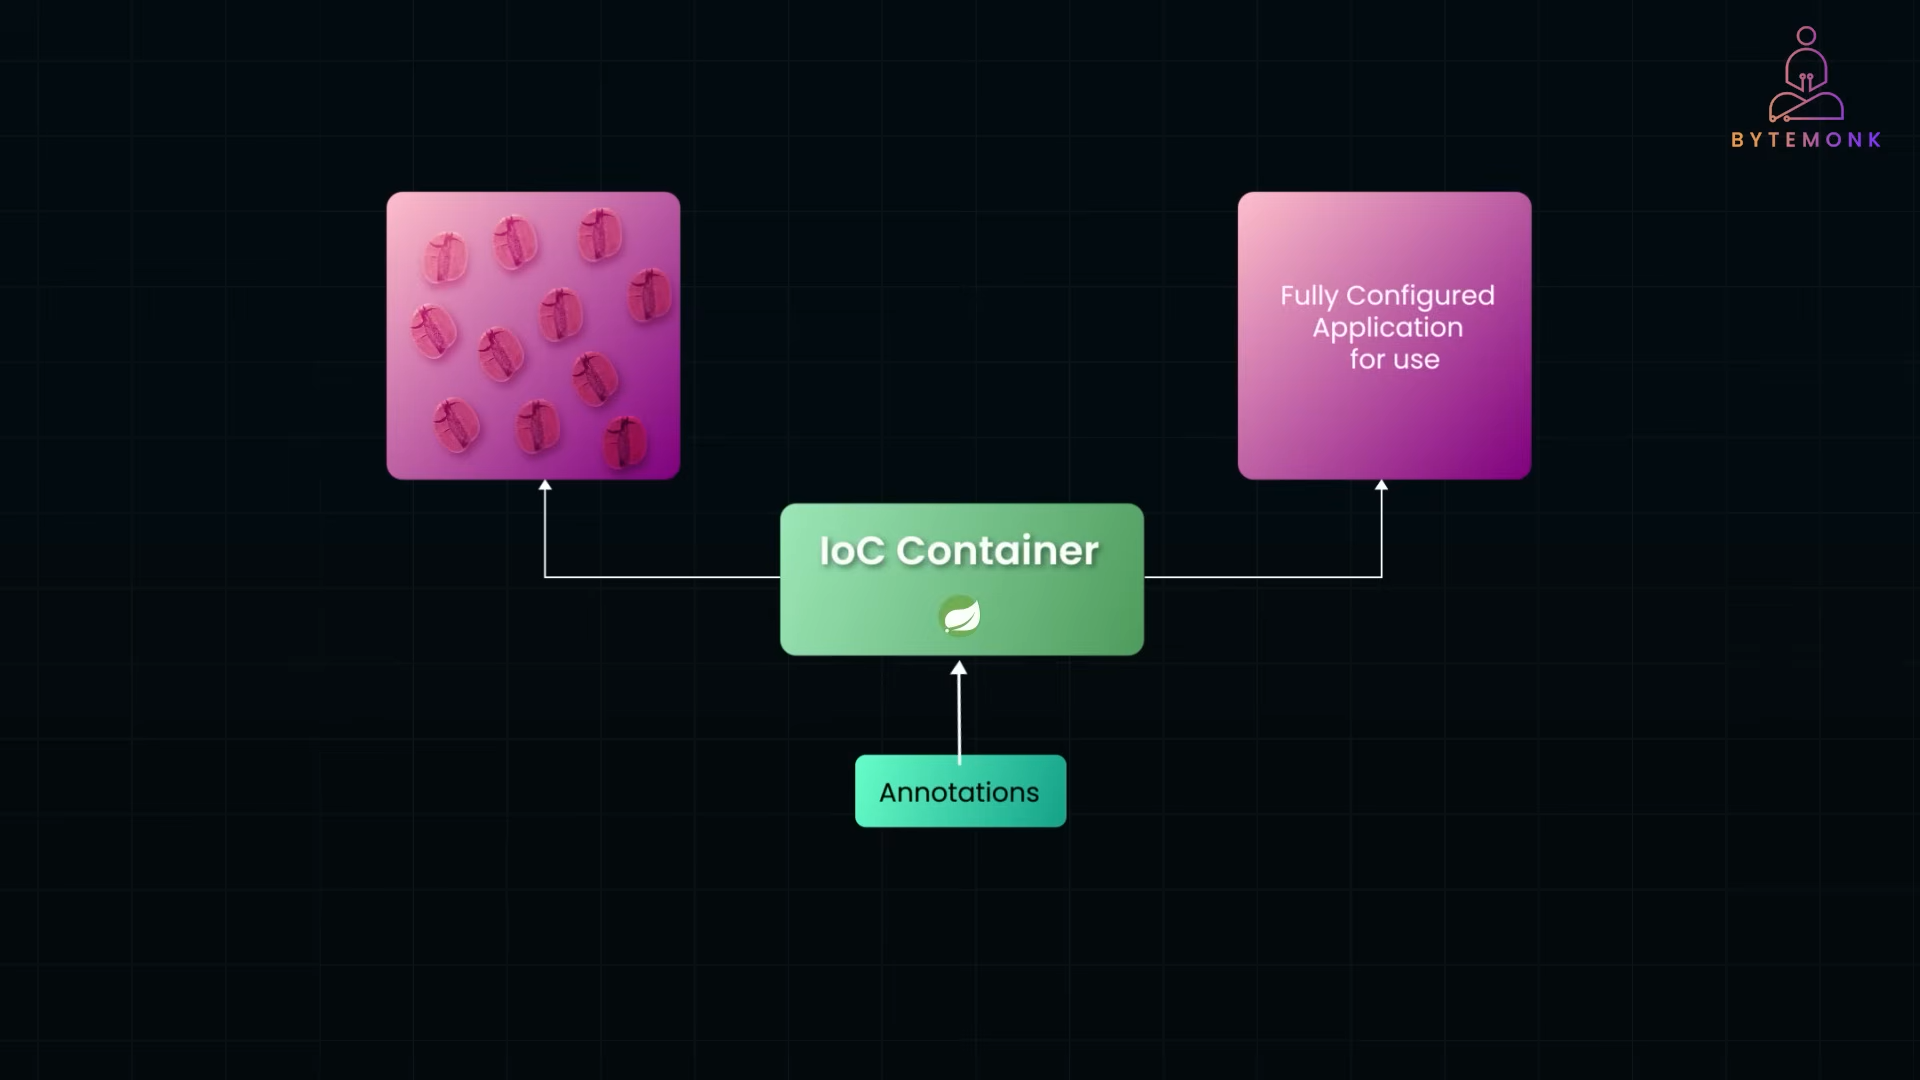 BYTEMONK
Fully Configured
Application
for use
IoC Container
Annotations